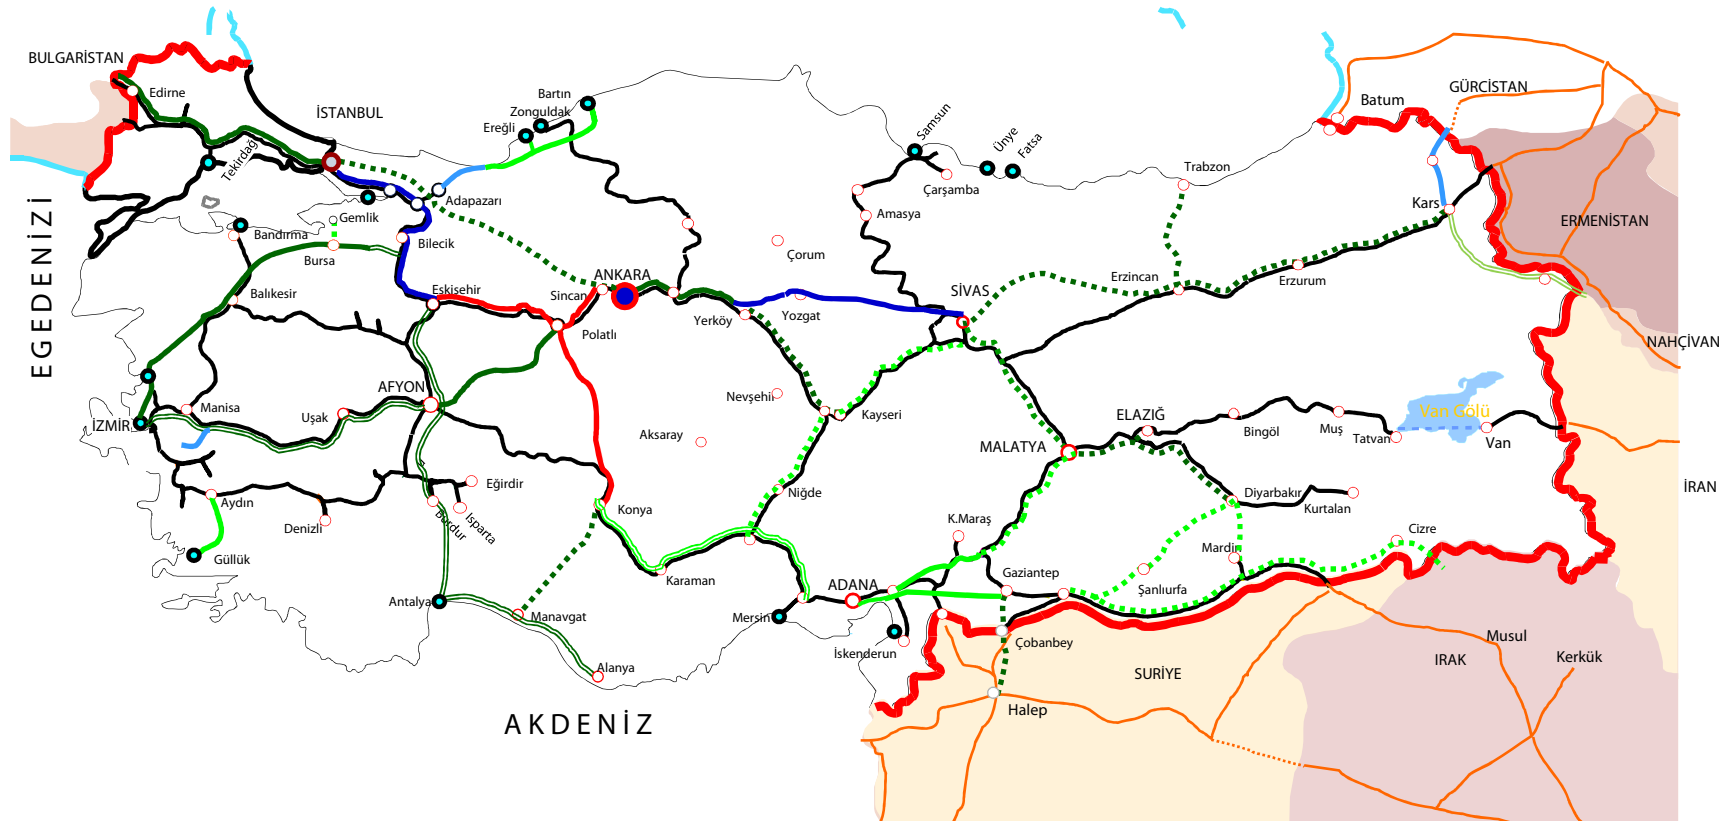 BULGARİSTAN
Edirne
İSTANBUL
Bartın
Zonguldak
Ereğli
Samsun
Ünye
Fatsa
Batum
GÜRCİSTAN
Tekirdağ
Çarşamba
Trabzon
Adapazarı
Gemlik
Amasya
Kars
ERMENİSTAN
Bandırma
Bilecik
Bursa
Çorum
EGEDENİZİ
ANKARA
Sincan
Erzincan
Erzurum
Balıkesir
Eskişehir
SİVAS
Yerköy
Yozgat
Polatlı
NAHÇİVAN
AFYON
Nevşehir
Manisa
Uşak
Kayseri
ELAZIĞ
Van Gölü
İZMİR
Aksaray
MALATYA
Bingöl
Muş
Tatvan
Van
Eğirdir
İRAN
Aydın
Niğde
Diyarbakır
Konya
Kurtalan
Denizli
Burdur
Isparta
K.Maraş
Cizre
Güllük
Mardin
Karaman
ADANA
Gaziantep
Şanlıurfa
Antalya
Manavgat
Mersin
Çobanbey
Musul
İskenderun
IRAK
Kerkük
Alanya
SURİYE
Halep
AKDENİZ